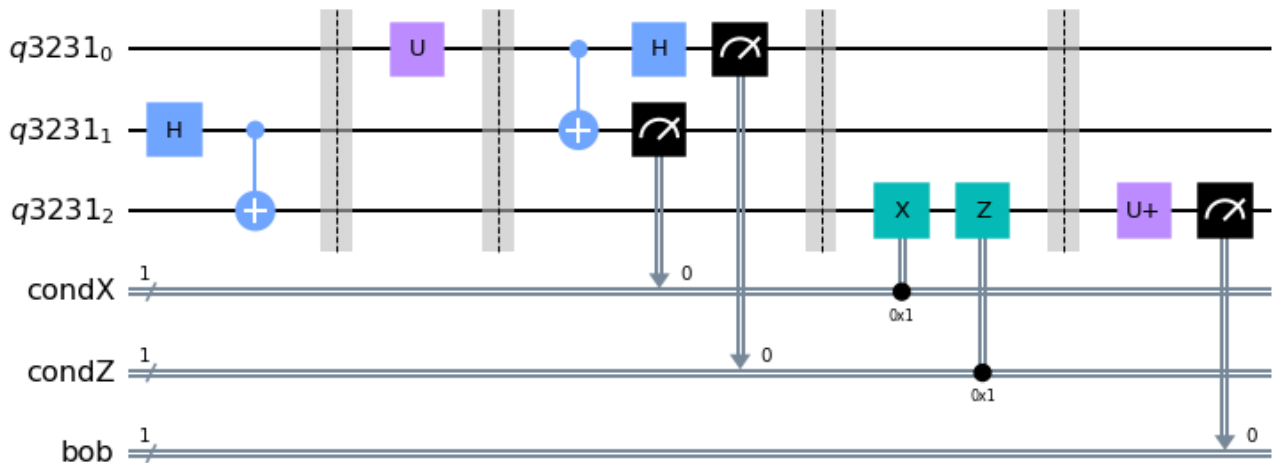 q3231₀ U H
q3231₁ H
q3231₂ X Z U+
condX 1 0 0x1
condZ 1 0 0x1
bob 1 0